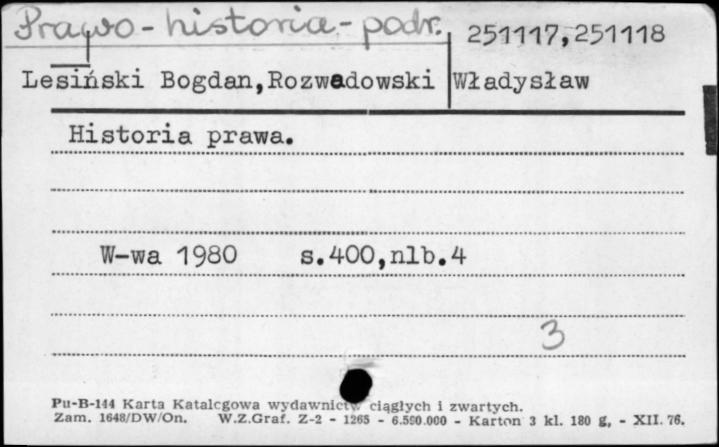 Prawo - historia - podr. 251117,251118
Lesiński Bogdan,Rozwadowski Władysław
Historia prawa.
W-wa 1980 s.400,nlb.4
3
Pu-B-144 Karta Katalcgowa wydawnictw ciągłych i zwartych.
Zam. 1648/DW/On. W.Z.Graf. Z-2 - 1265 - 6.590.000 - Karton 3 kl. 180 g, - XII. 76.